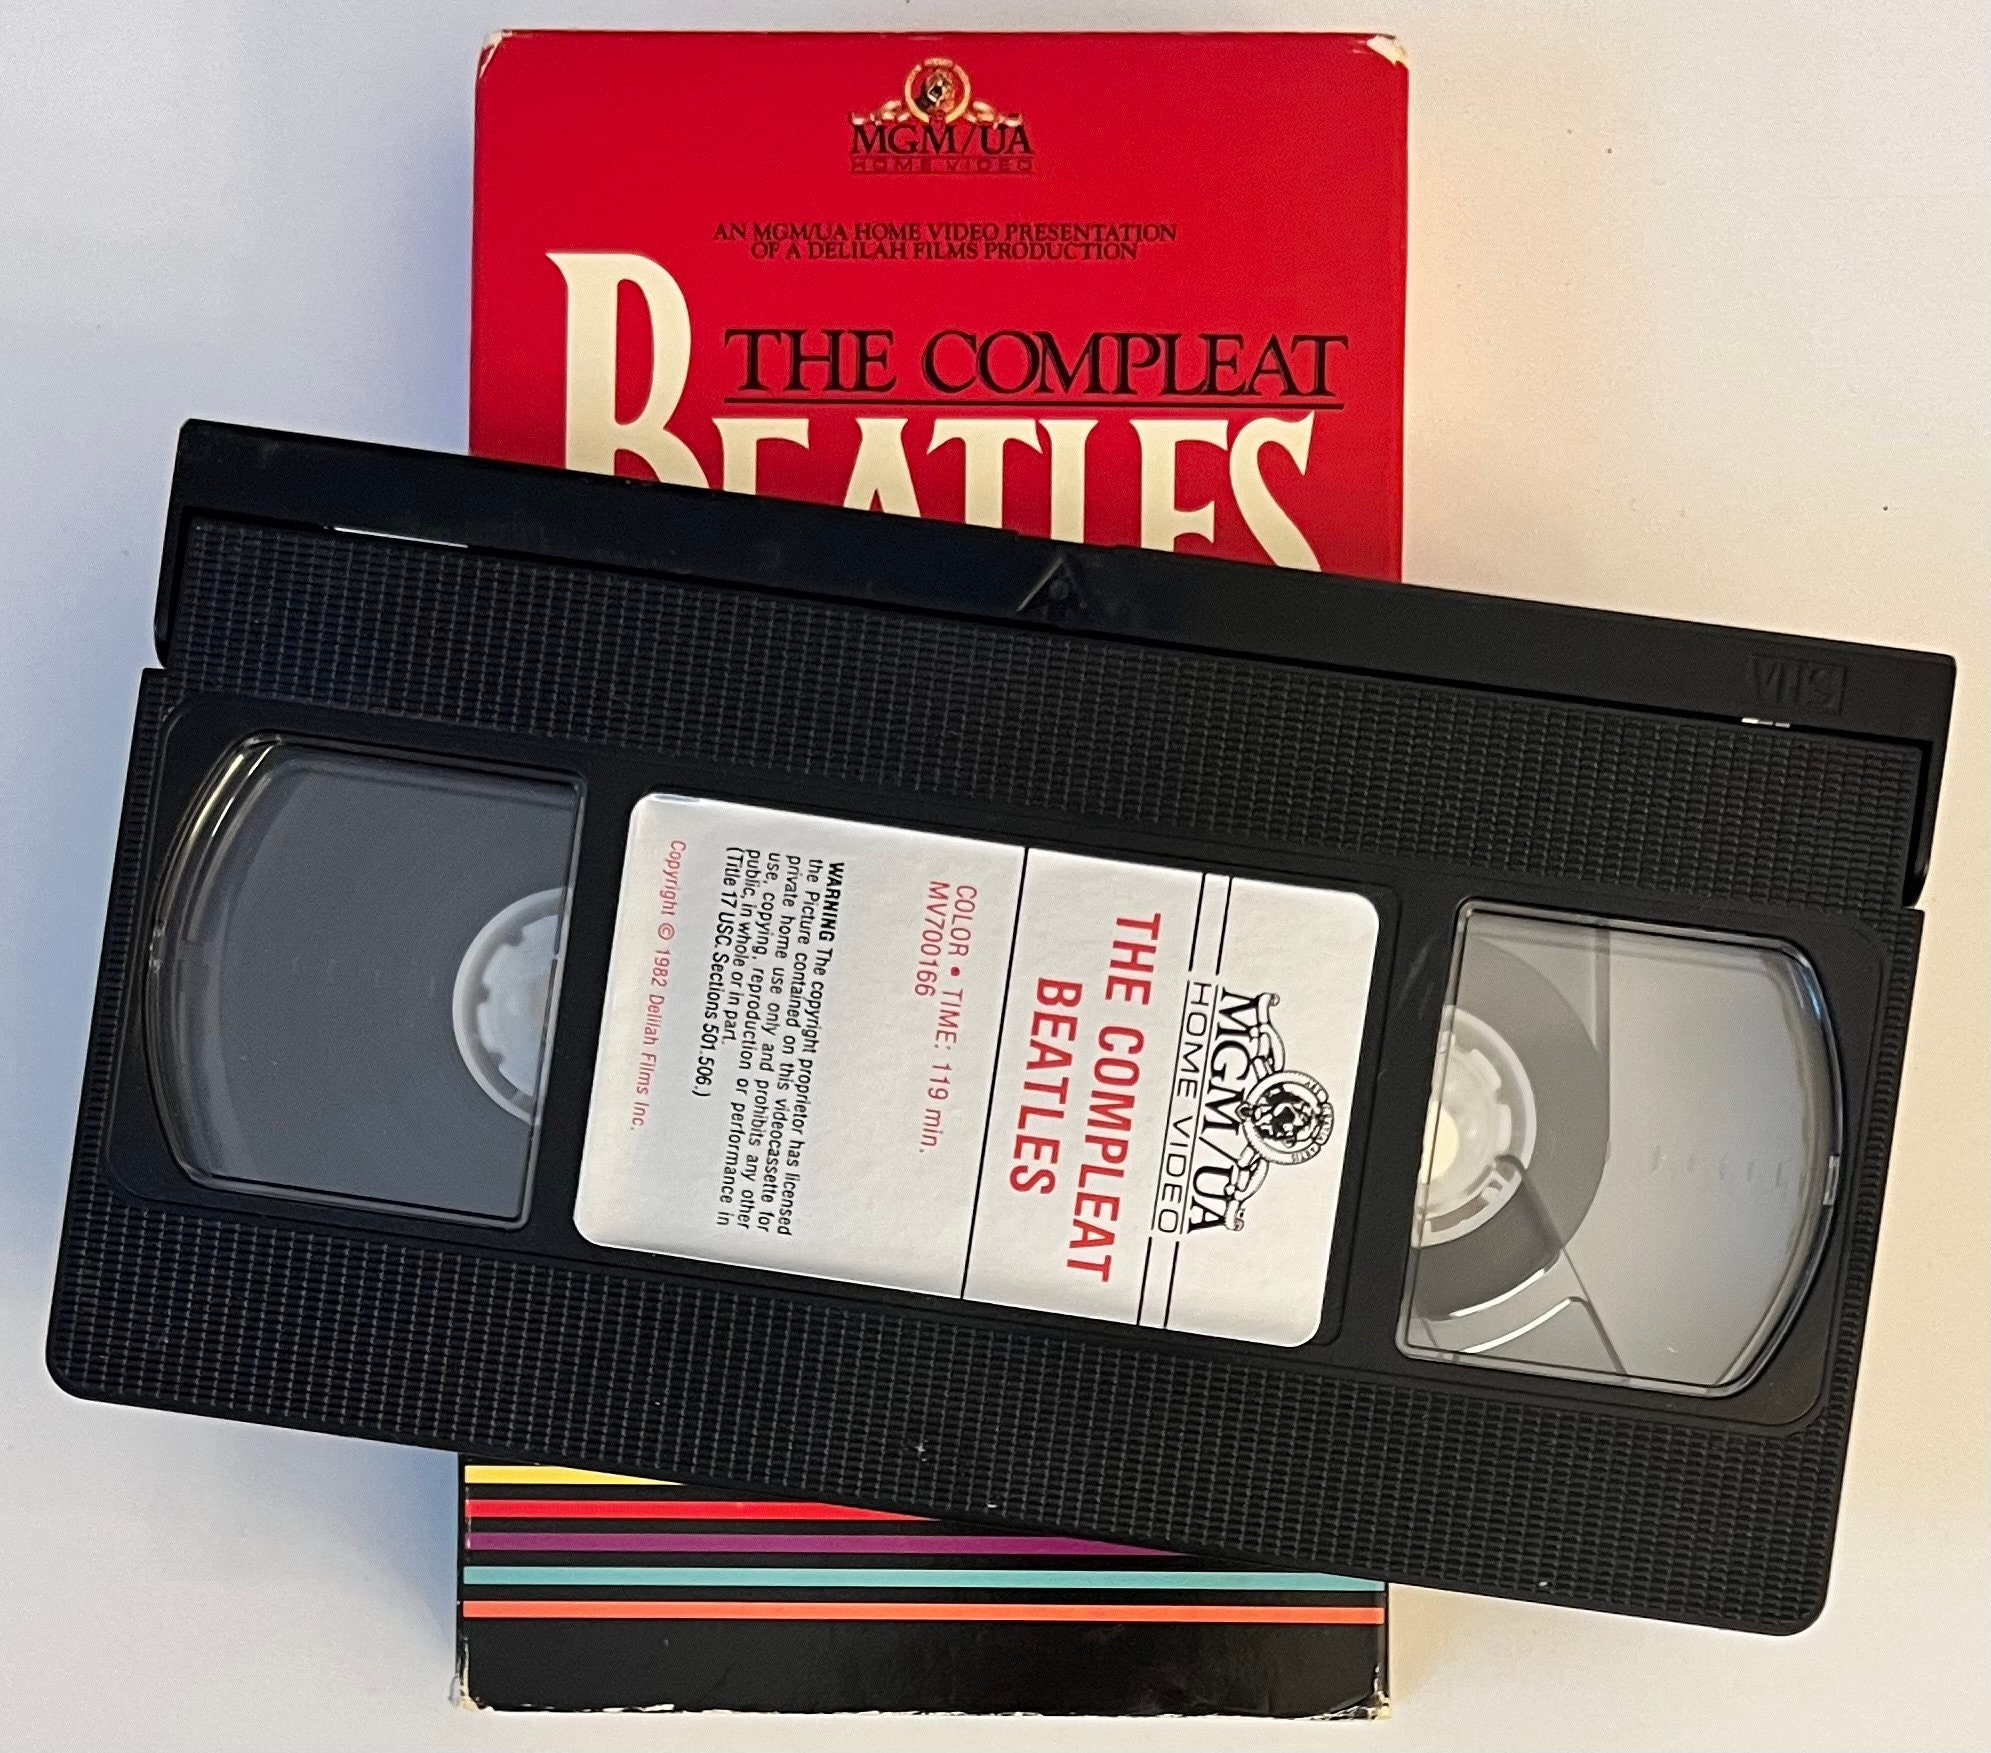 MGM/UA
HOME VIDEO
AN MGM/UA HOME VIDEO PRESENTATION
OF A DELILAH FILMS PRODUCTION
THE COMPLEAT
BEATLES
VHS
MGM/UA
HOME VIDEO
THE COMPLEAT
BEATLES
COLOR • TIME: 119 min.
MV700166
WARNING The copyright proprietor has licensed
the Picture contained on this videocassette for
private home use only and prohibits any other
use, copying, reproduction or performance in
public, in whole or in part.
(Title 17 USC. Sections 501.506.)
Copyright © 1982 Delilah Films Inc.